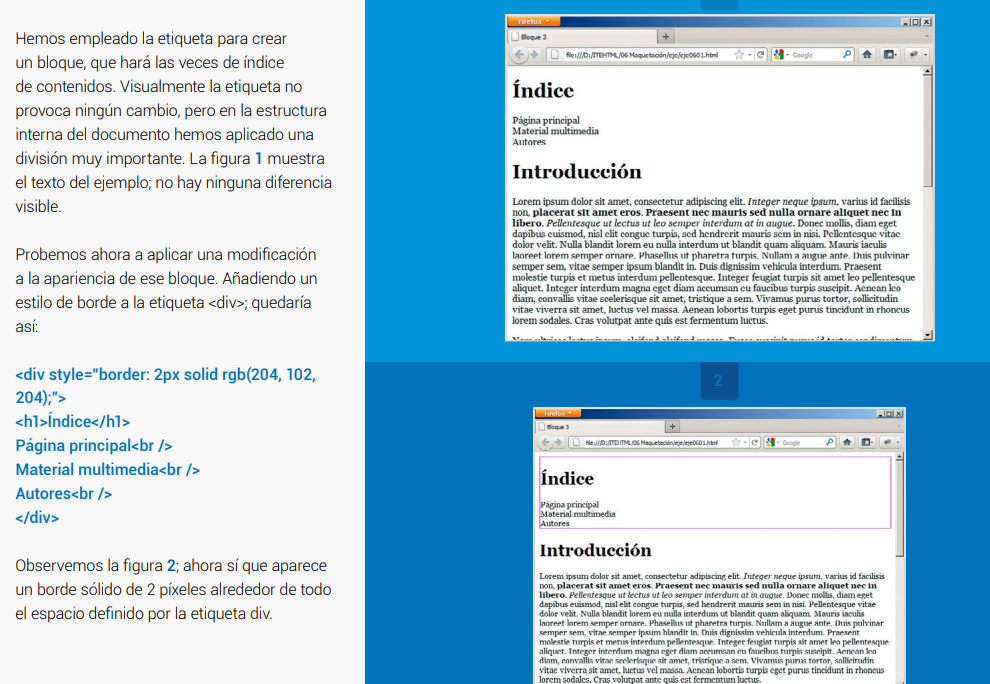 Hemos empleado la etiqueta para crear
un bloque, que hará las veces de índice
de contenidos. Visualmente la etiqueta no
provoca ningún cambio, pero en la estructura
interna del documento hemos aplicado una
división muy importante. La figura 1 muestra
el texto del ejemplo; no hay ninguna diferencia
visible.
Probemos ahora a aplicar una modificación
a la apariencia de ese bloque. Añadiendo un
estilo de borde a la etiqueta <div>; quedaría
así:
<div style="border: 2px solid rgb(204, 102,
204);">
<h1>Índice</h1>
Página principal<br />
Material multimedia<br />
Autores<br />
</div>
Observemos la figura 2; ahora sí que aparece
un borde sólido de 2 píxeles alrededor de todo
el espacio definido por la etiqueta div.
Firefox
Bloque 3
file:///D:/ITEHTML/06 Maquetación/eje/eje0601.html
Google
Índice
Página principal
Material multimedia
Autores
Introducción
Lorem ipsum dolor sit amet, consectetur adipiscing elit. Integer neque ipsum, varius id facilisis
non, placerat sit amet eros. Praesent nec mauris sed nulla ornare aliquet nec in
libero. Pellentesque ut lectus ut leo semper interdum at in augue. Donec mollis, diam eget
dapibus euismod, nisl elit congue turpis, sed hendrerit mauris sem in nisi. Pellentesque vitae
dolor velit. Nulla blandit lorem eu nulla interdum ut blandit quam aliquam. Mauris iaculis
laoreet lorem semper ornare. Phasellus ut pharetra turpis. Nullam a augue ante. Duis pulvinar
semper sem, vitae semper ipsum blandit in. Duis dignissim vehicula interdum. Praesent
molestie turpis et metus interdum pellentesque. Integer feugiat turpis sit amet leo pellentesque
aliquet. Integer interdum magna eget diam accumsan eu faucibus turpis suscipit. Aenean leo
diam, convallis vitae scelerisque sit amet, tristique a sem. Vivamus purus tortor, sollicitudin
vitae viverra sit amet, luctus vel massa. Aenean lobortis turpis eget purus tincidunt in rhoncus
lorem sodales. Cras volutpat ante quis est fermentum luctus.
2
Firefox
Bloque 3
file:///D:/ITEHTML/06 Maquetación/eje/eje0601.html
Google
Índice
Página principal
Material multimedia
Autores
Introducción
Lorem ipsum dolor sit amet, consectetur adipiscing elit. Integer neque ipsum, varius id facilisis
non, placerat sit amet eros. Praesent nec mauris sed nulla ornare aliquet nec in
libero. Pellentesque ut lectus ut leo semper interdum at in augue. Donec mollis, diam eget
dapibus euismod, nisl elit congue turpis, sed hendrerit mauris sem in nisi. Pellentesque vitae
dolor velit. Nulla blandit lorem eu nulla interdum ut blandit quam aliquam. Mauris iaculis
laoreet lorem semper ornare. Phasellus ut pharetra turpis. Nullam a augue ante. Duis pulvinar
semper sem, vitae semper ipsum blandit in. Duis dignissim vehicula interdum. Praesent
molestie turpis et metus interdum pellentesque. Integer feugiat turpis sit amet leo pellentesque
aliquet. Integer interdum magna eget diam accumsan eu faucibus turpis suscipit. Aenean leo
diam, convallis vitae scelerisque sit amet, tristique a sem. Vivamus purus tortor, sollicitudin
vitae viverra sit amet, luctus vel massa. Aenean lobortis turpis eget purus tincidunt in rhoncus